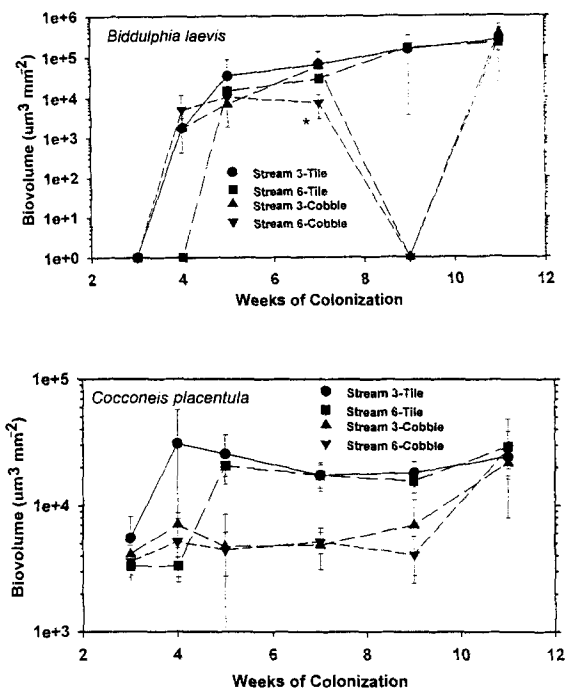 Biddulphia laevis
Biovolume (um³ mm⁻²)
1e+6
1e+5
1e+4
1e+3
1e+2
1e+1
1e+0
*
Stream 3-Tile
Stream 6-Tile
Stream 3-Cobble
Stream 6-Cobble
2 4 6 8 10 12
Weeks of Colonization
Cocconeis placentula
Biovolume (um³ mm⁻²)
1e+5
1e+4
1e+3
Stream 3-Tile
Stream 6-Tile
Stream 3-Cobble
Stream 6-Cobble
2 4 6 8 10 12
Weeks of Colonization